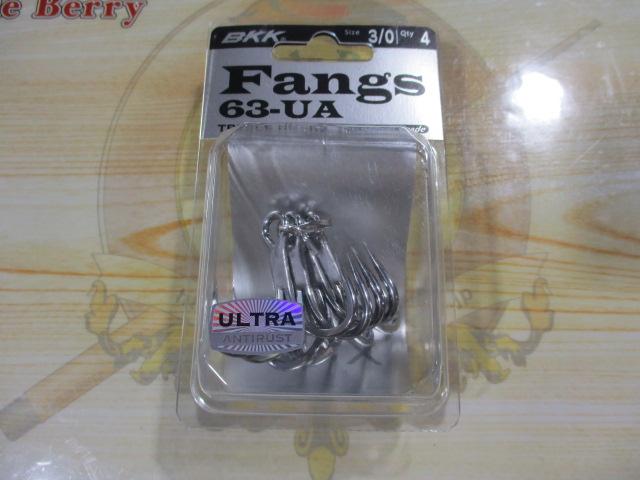 e Berry
BKK Size 3/0 Qty 4
Fangs
63-UA
ULTRA
ANTIRUST